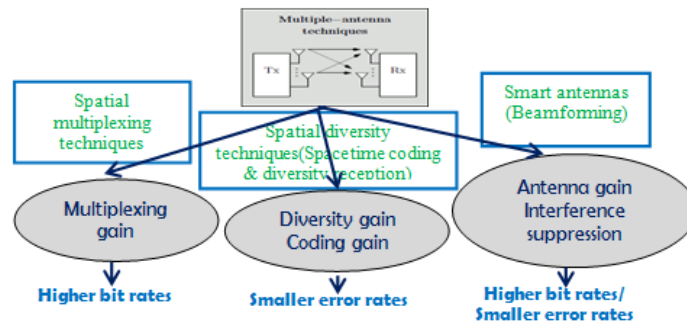 Multiple–antenna
techniques
Tx
Rx
Spatial
multiplexing
techniques
Spatial diversity
techniques(Spacetime coding
& diversity reception)
Smart antennas
(Beamforming)
Multiplexing
gain
Diversity gain
Coding gain
Antenna gain
Interference
suppression
Higher bit rates
Smaller error rates
Higher bit rates/
Smaller error rates